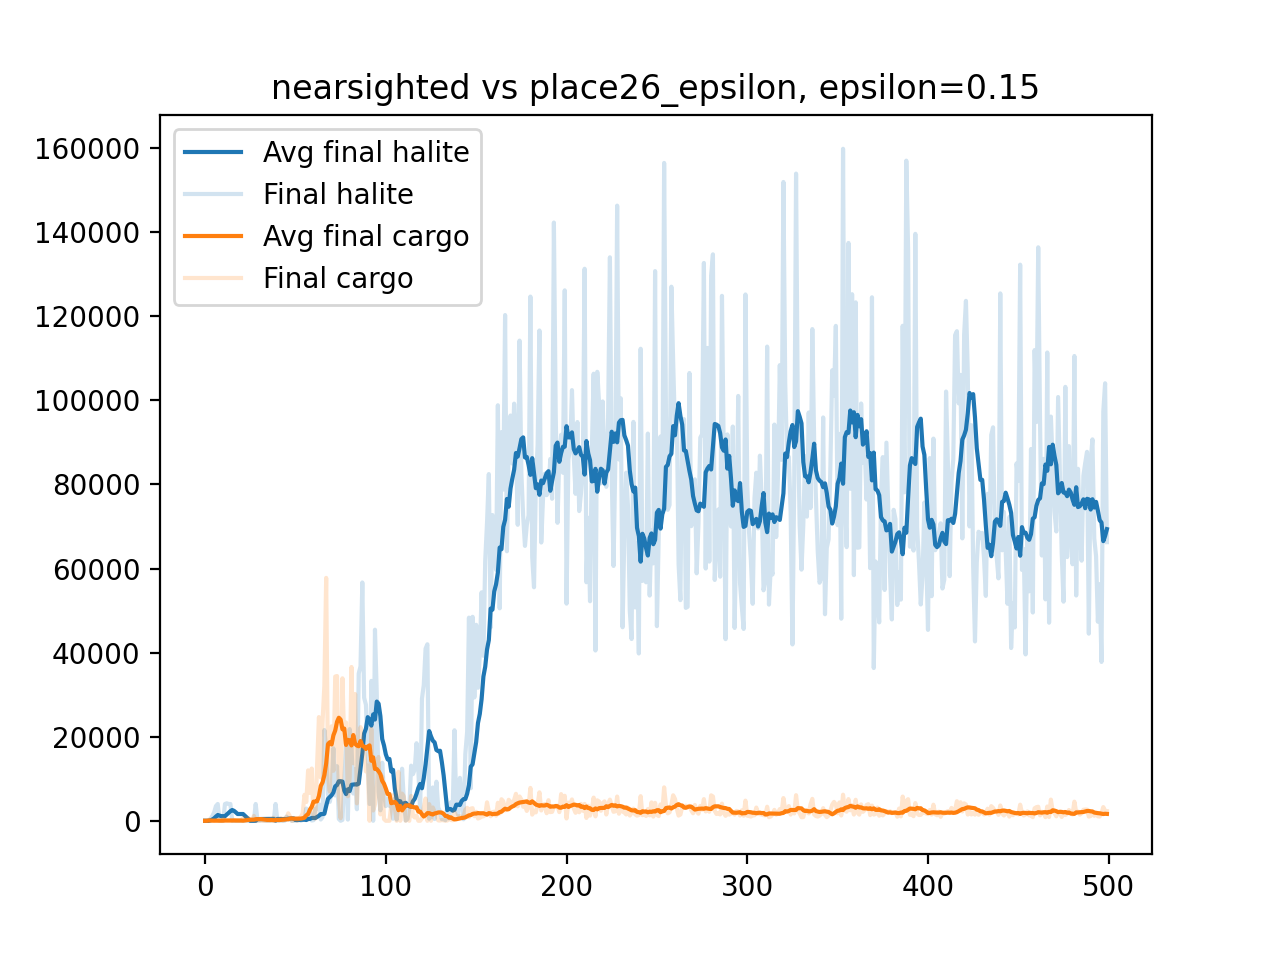 nearsighted vs place26_epsilon, epsilon=0.15
Avg final halite
Final halite
Avg final cargo
Final cargo
160000
140000
120000
100000
80000
60000
40000
20000
0
0 100 200 300 400 500